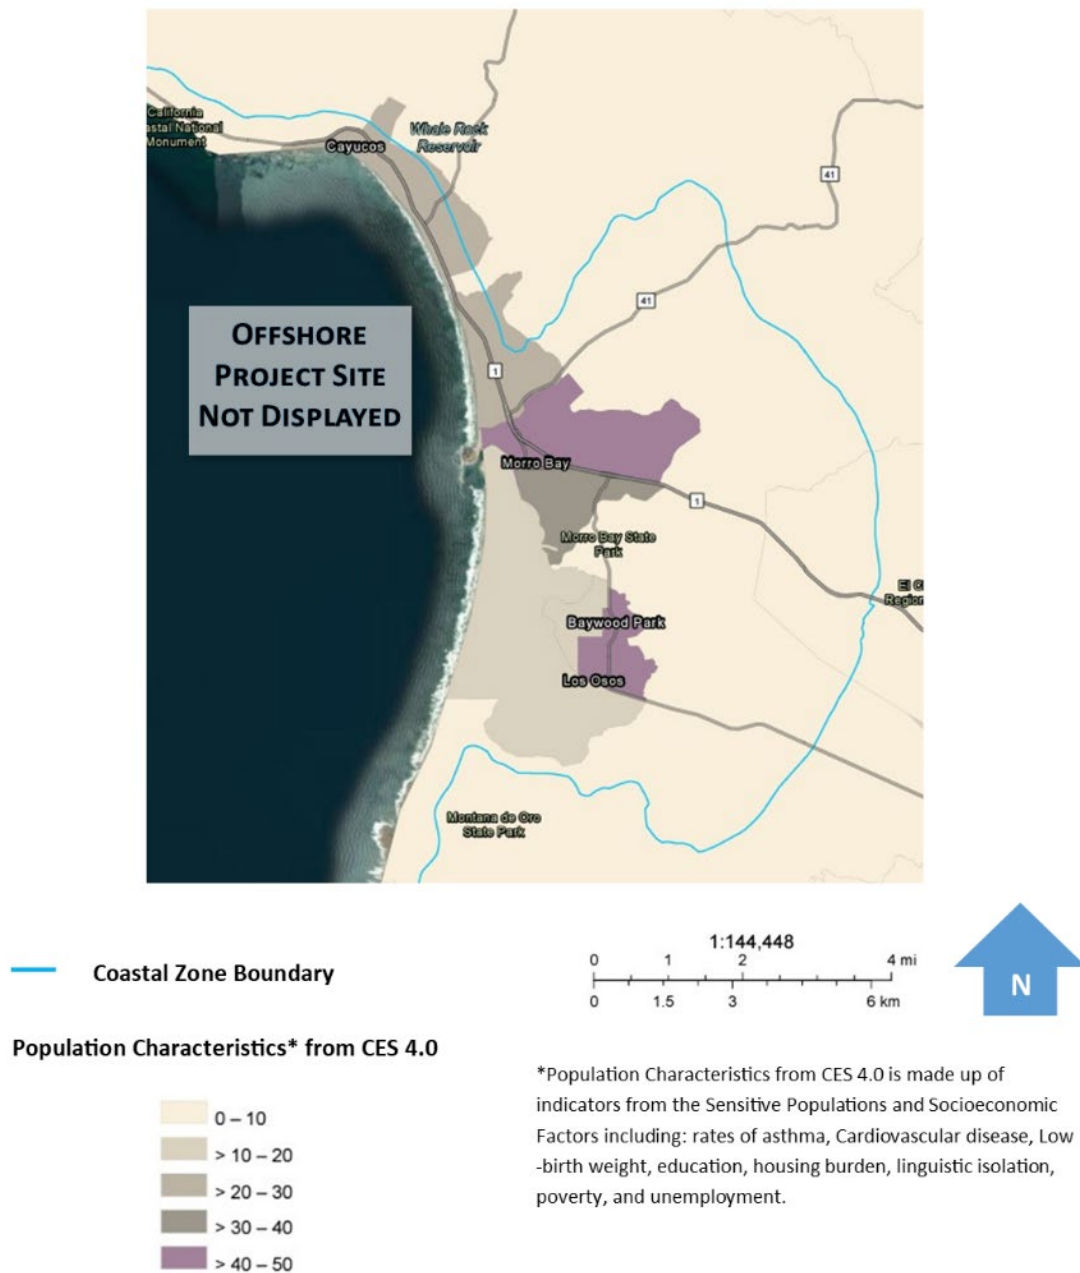 California
astal National
Monument
Whale Rock
Reservoir
Cayucos
41
OFFSHORE
PROJECT SITE
NOT DISPLAYED
41
1
Morro Bay
1
Morro Bay State
Park
El C
Region
Baywood Park
Los Osos
Montana de Oro
State Park
Coastal Zone Boundary
1:144,448
0 1 2 4 mi
0 1.5 3 6 km
N
Population Characteristics* from CES 4.0
0 – 10
> 10 – 20
> 20 – 30
> 30 – 40
> 40 – 50
*Population Characteristics from CES 4.0 is made up of
indicators from the Sensitive Populations and Socioeconomic
Factors including: rates of asthma, Cardiovascular disease, Low
-birth weight, education, housing burden, linguistic isolation,
poverty, and unemployment.